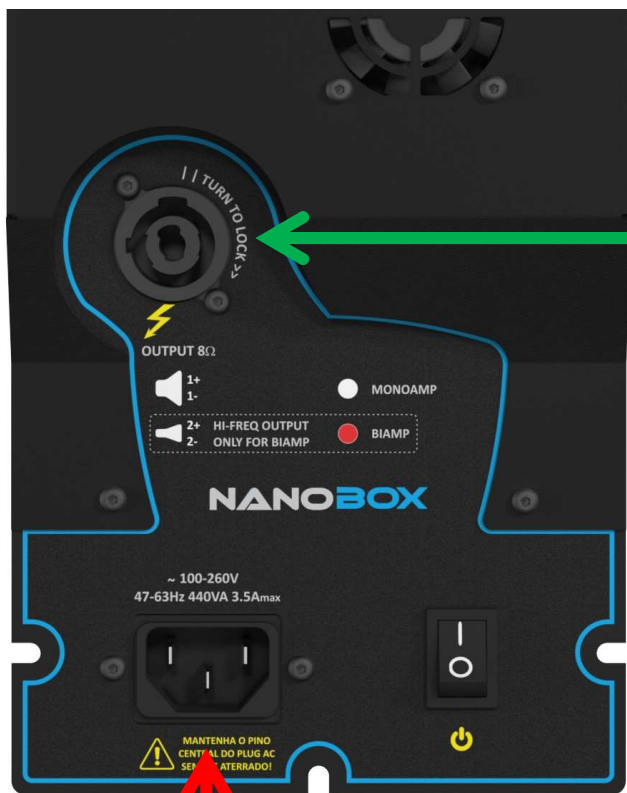 || TURN TO LOCK >>
OUTPUT 8Ω
1+
1-
MONOAMP
2+ HI-FREQ OUTPUT
2- ONLY FOR BIAMP
BIAMP
NANOBOX
~ 100-260V
47-63Hz 440VA 3.5Amax
| O
MANTENHA O PINO
CENTRAL DO PLUG AC
ATERRADO!